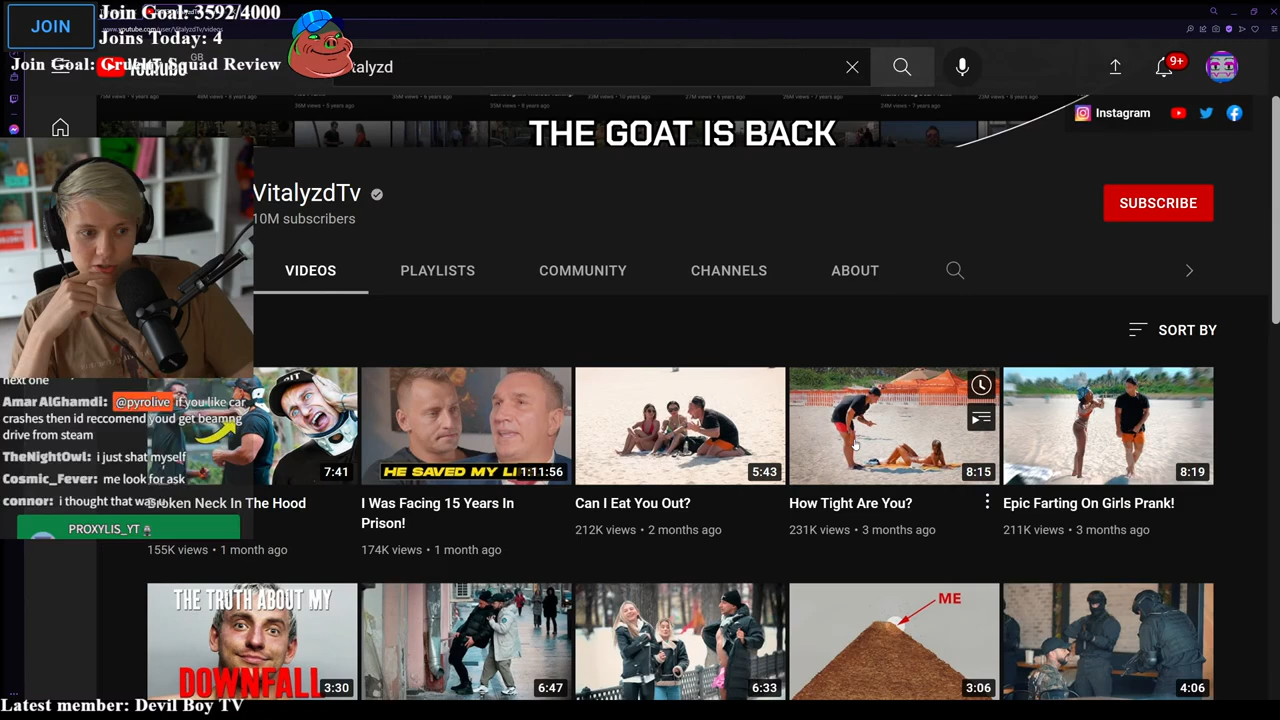 JOIN
Join Goal: 3592/4000
Joins Today: 4
Join Goal: Cruelty Squad Review
YouTube
GB
talyzd
9+
THE GOAT IS BACK
Instagram
VitalyzdTv
10M subscribers
SUBSCRIBE
VIDEOS
PLAYLISTS
COMMUNITY
CHANNELS
ABOUT
SORT BY
next one
Amar AlGhamdi: @pyrolive if you like car
crashes then id reccomend youd get beamng
drive from steam
TheNightOwl: i just shat myself
Cosmic_Fever: me look for ask
connor: i thought that was
PROXYLIS_YT
7:41
Broken Neck In The Hood
155K views • 1 month ago
HE SAVED MY LI
1:11:56
I Was Facing 15 Years In
Prison!
174K views • 1 month ago
5:43
Can I Eat You Out?
212K views • 2 months ago
8:15
How Tight Are You?
231K views • 3 months ago
8:19
Epic Farting On Girls Prank!
211K views • 3 months ago
THE TRUTH ABOUT MY
DOWNFALL
3:30
6:47
6:33
ME
3:06
4:06
Latest member: Devil Boy TV